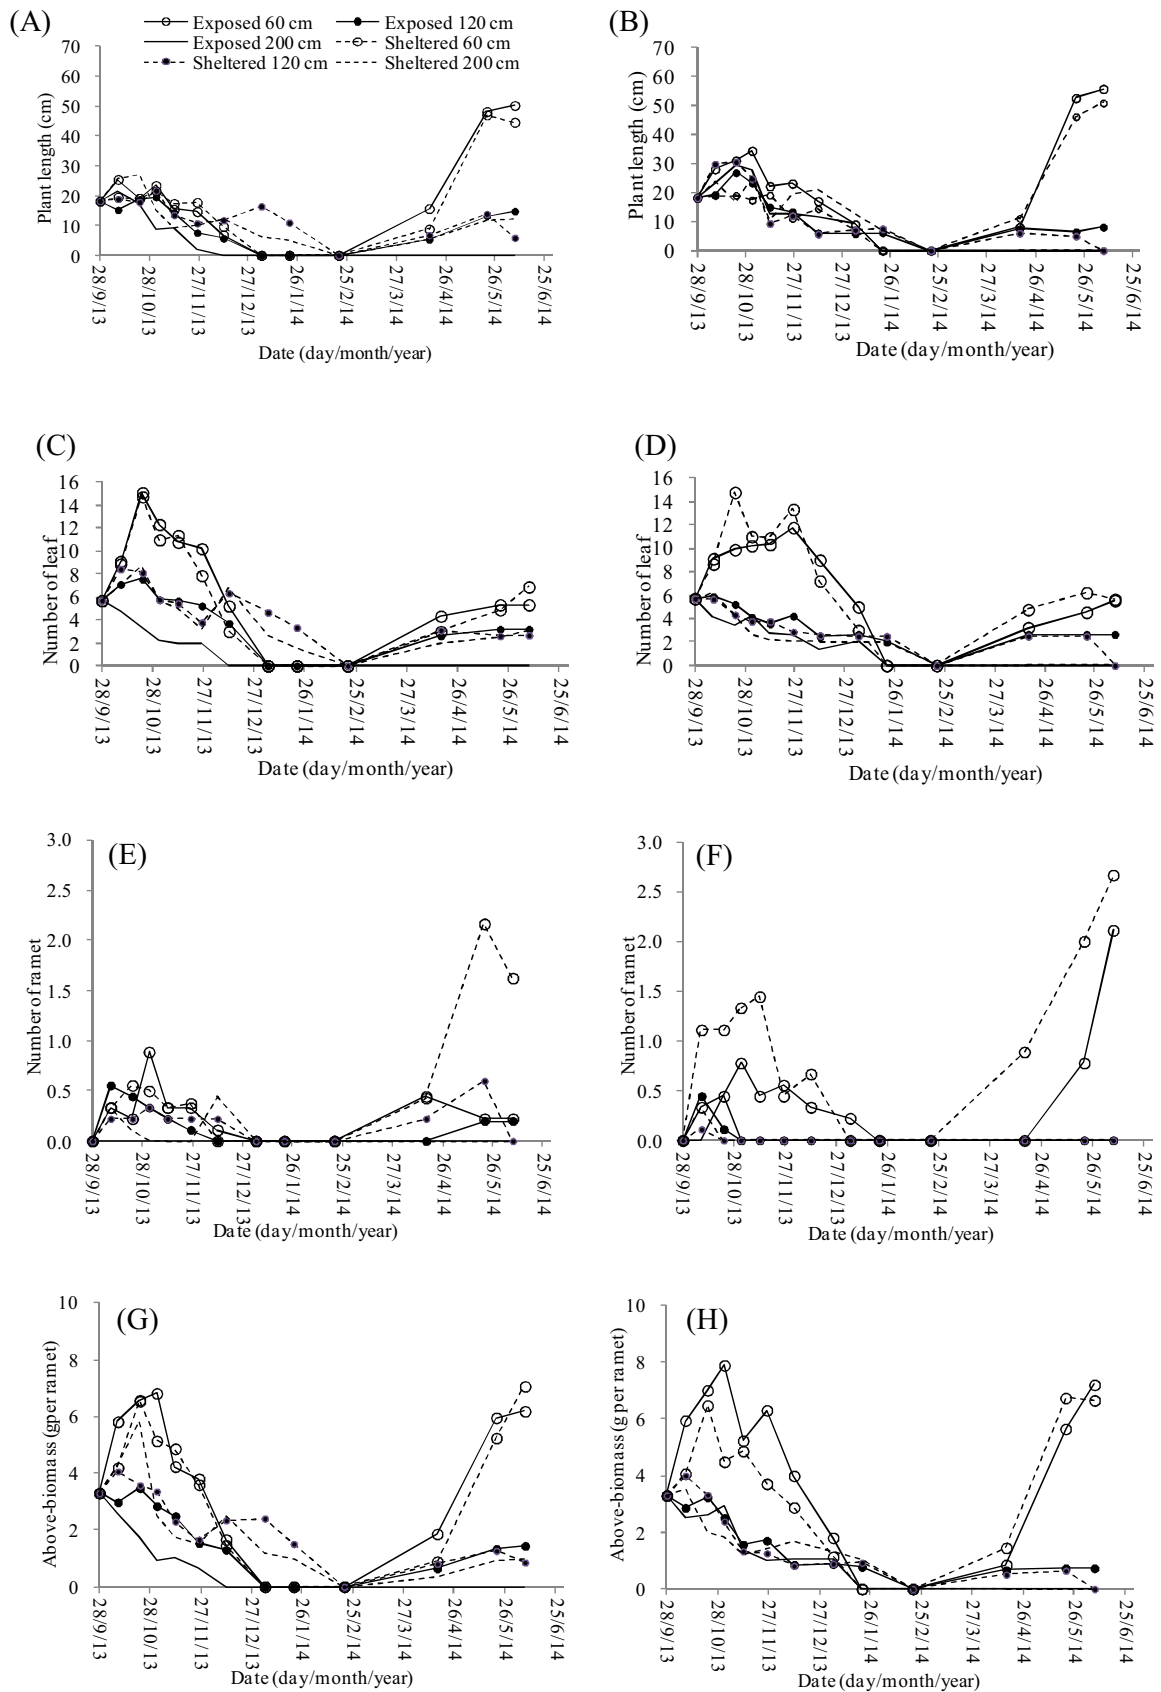 (A)
Exposed 60 cm Exposed 120 cm
Exposed 200 cm Sheltered 60 cm
Sheltered 120 cm Sheltered 200 cm
70
60
50
40
30
20
10
0
Plant length (cm)
28/9/13 28/10/13 27/11/13 27/12/13 26/1/14 25/2/14 27/3/14 26/4/14 26/5/14 25/6/14
Date (day/month/year)
(B)
70
60
50
40
30
20
10
0
Plant length (cm)
28/9/13 28/10/13 27/11/13 27/12/13 26/1/14 25/2/14 27/3/14 26/4/14 26/5/14 25/6/14
Date (day/month/year)
(C)
16
14
12
10
8
6
4
2
0
Number of leaf
28/9/13 28/10/13 27/11/13 27/12/13 26/1/14 25/2/14 27/3/14 26/4/14 26/5/14 25/6/14
Date (day/month/year)
(D)
16
14
12
10
8
6
4
2
0
Number of leaf
28/9/13 28/10/13 27/11/13 27/12/13 26/1/14 25/2/14 27/3/14 26/4/14 26/5/14 25/6/14
Date (day/month/year)
(E)
3.0
2.5
2.0
1.5
1.0
0.5
0.0
Number of ramet
28/9/13 28/10/13 27/11/13 27/12/13 26/1/14 25/2/14 27/3/14 26/4/14 26/5/14 25/6/14
Date (day/month/year)
(F)
3.0
2.5
2.0
1.5
1.0
0.5
0.0
Number of ramet
28/9/13 28/10/13 27/11/13 27/12/13 26/1/14 25/2/14 27/3/14 26/4/14 26/5/14 25/6/14
Date (day/month/year)
(G)
10
8
6
4
2
0
Above-biomass (g per ramet)
28/9/13 28/10/13 27/11/13 27/12/13 26/1/14 25/2/14 27/3/14 26/4/14 26/5/14 25/6/14
Date (day/month/year)
(H)
10
8
6
4
2
0
Above-biomass (g per ramet)
28/9/13 28/10/13 27/11/13 27/12/13 26/1/14 25/2/14 27/3/14 26/4/14 26/5/14 25/6/14
Date (day/month/year)